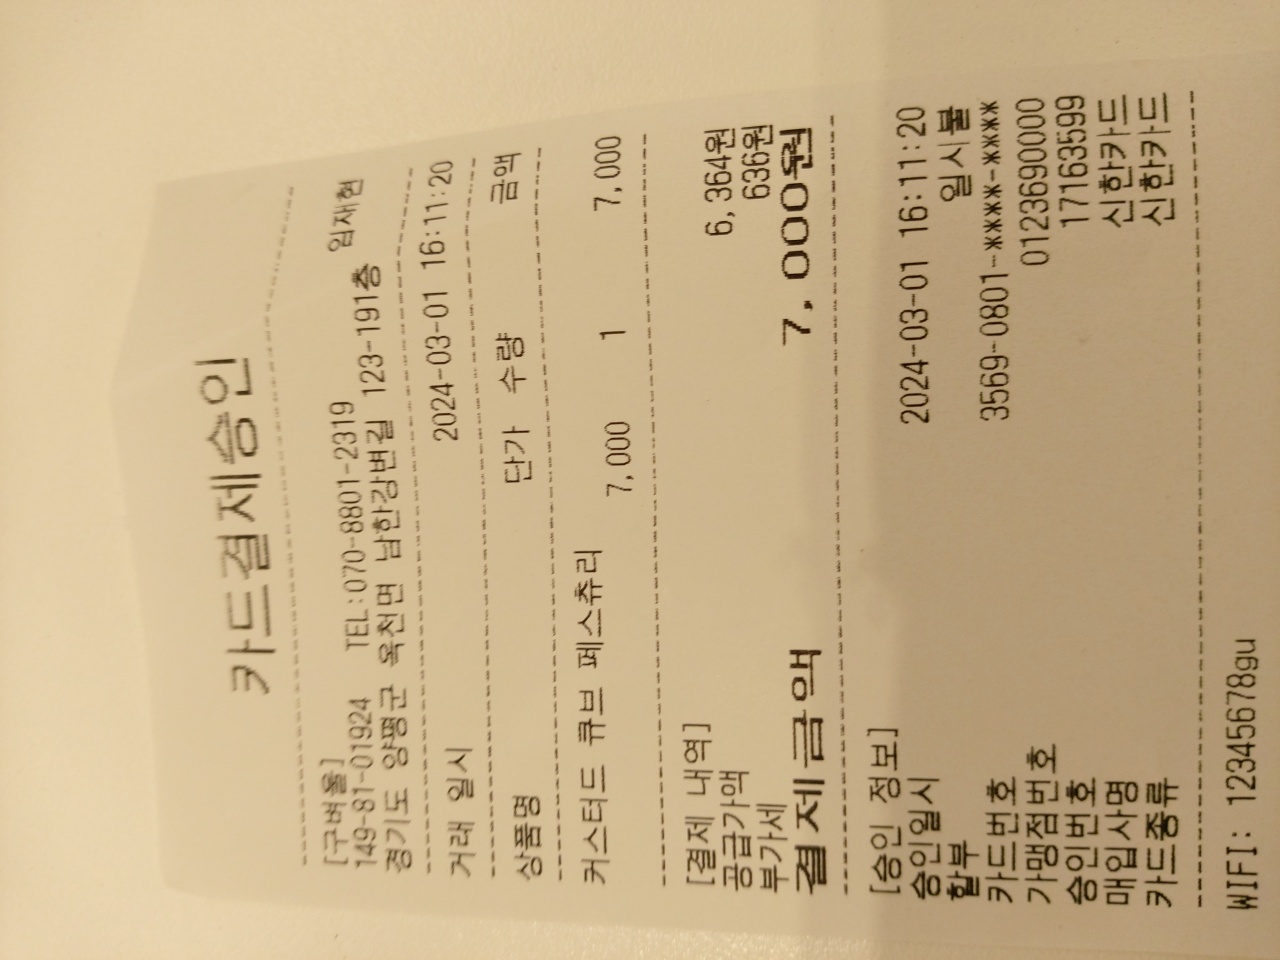 카드결제승인
[구벼울]
149-81-01924 TEL:070-8801-2319 임재현
경기도 양평군 옥천면 남한강변길 123-191층
거래 일시 2024-03-01 16:11:20
상품명 단가 수량 금액
커스터드 큐브 페스츄리
7,000 1 7,000
[결제 내역]
공급가액 6,364원
부가세 636원
결제금액 7,000원
[승인 정보]
승인일시 2024-03-01 16:11:20
할부 일시불
카드번호 3569-0801-****-****
가맹점번호 0123690000
승인번호 17163599
매입사명 신한카드
카드종류 신한카드
WIFI: 12345678gu